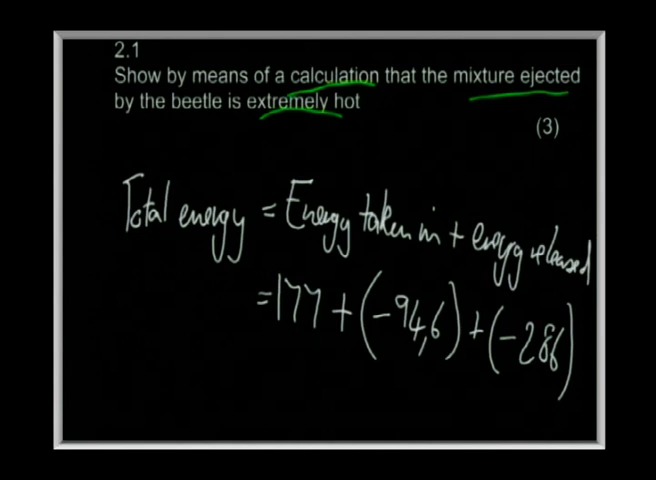 2.1
Show by means of a calculation that the mixture ejected
by the beetle is extremely hot
(3)
Total energy = Energy taken in + energy released
=177 + (-94,6) + (-286)